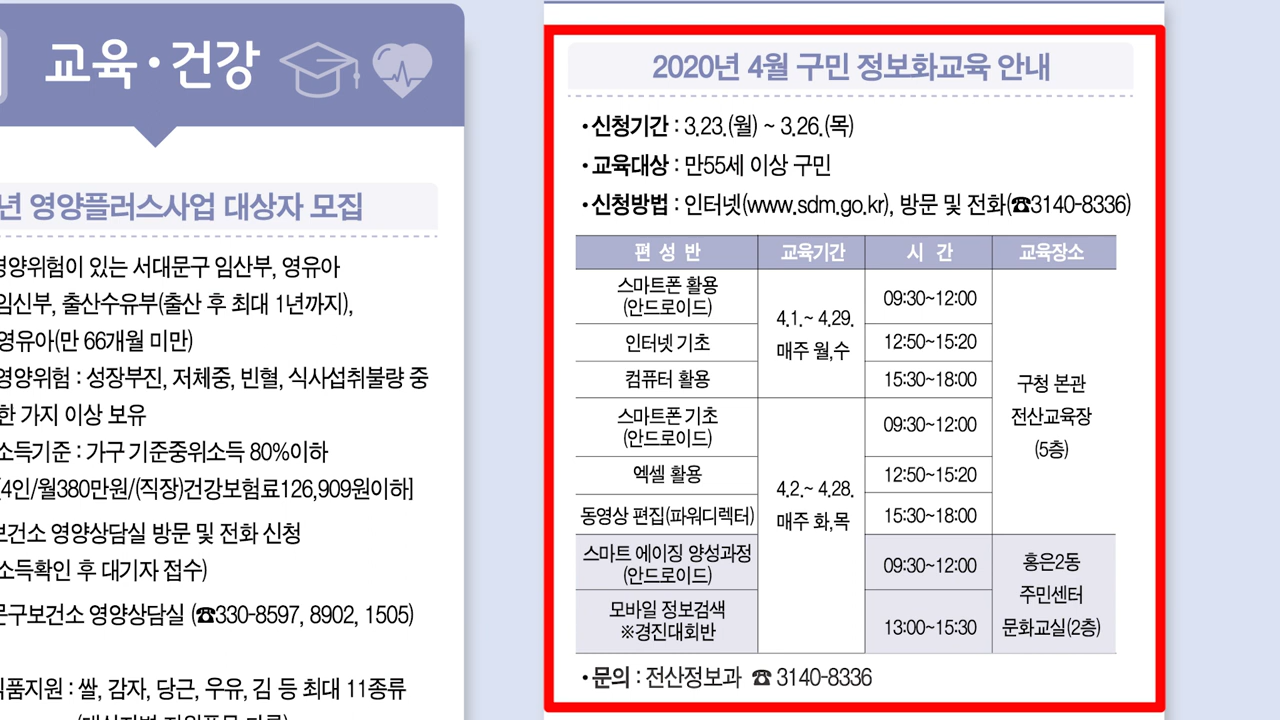 교육·건강
년 영양플러스사업 대상자 모집
영양위험이 있는 서대문구 임산부, 영유아
임신부, 출산수유부(출산 후 최대 1년까지),
영유아(만 66개월 미만)
영양위험 : 성장부진, 저체중, 빈혈, 식사섭취불량 중
한 가지 이상 보유
소득기준 : 가구 기준중위소득 80%이하
[4인/월380만원/(직장)건강보험료126,909원이하]
보건소 영양상담실 방문 및 전화 신청
소득확인 후 대기자 접수)
문구보건소 영양상담실 (☎330-8597, 8902, 1505)
식품지원 : 쌀, 감자, 당근, 우유, 김 등 최대 11종류
2020년 4월 구민 정보화교육 안내
•신청기간 : 3.23.(월) ~ 3.26.(목)
•교육대상 : 만55세 이상 구민
•신청방법 : 인터넷(www.sdm.go.kr), 방문 및 전화(☎3140-8336)
편 성 반 교육기간 시 간 교육장소
스마트폰 활용
(안드로이드)
09:30~12:00
4.1.~ 4.29.
매주 월,수
인터넷 기초 12:50~15:20
컴퓨터 활용 15:30~18:00
구청 본관
전산교육장
(5층)
스마트폰 기초
(안드로이드)
09:30~12:00
엑셀 활용 12:50~15:20
4.2.~ 4.28.
매주 화,목
동영상 편집(파워디렉터) 15:30~18:00
스마트 에이징 양성과정
(안드로이드)
09:30~12:00
홍은2동
주민센터
문화교실(2층)
모바일 정보검색
※경진대회반
13:00~15:30
•문의 : 전산정보과 ☎ 3140-8336